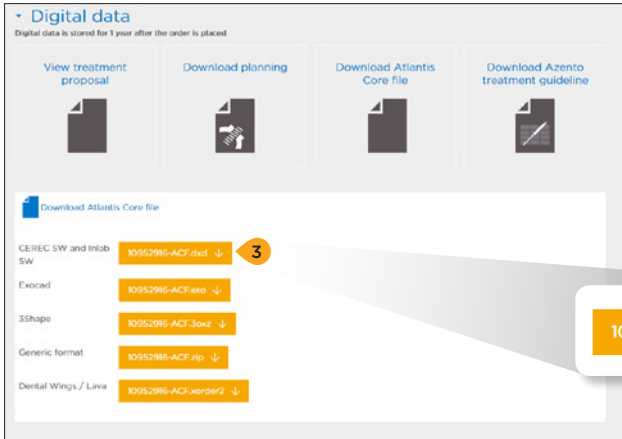 Digital data
Digital data is stored for 1 year after the order is placed
View treatment
proposal
Download planning
Download Atlantis
Core file
Download Azento
treatment guideline
Download Atlantis Core file
CEREC SW and Inlab
SW
10952916-ACF.dxd
3
Exocad
10952916-ACF.exo
3Shape
10952916-ACF.3oxz
10
Generic format
10952916-ACF.zip
Dental Wings / Lava
10952916-ACF.xorder2